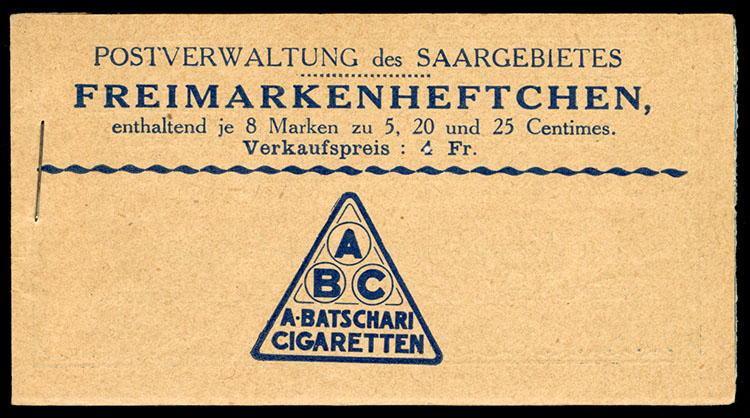 POSTVERWALTUNG des SAARGEBIETES
FREIMARKENHEFTCHEN,
enthaltend je 8 Marken zu 5, 20 und 25 Centimes.
Verkaufspreis : 4 Fr.
A
B C
A·BATSCHARI
CIGARETTEN